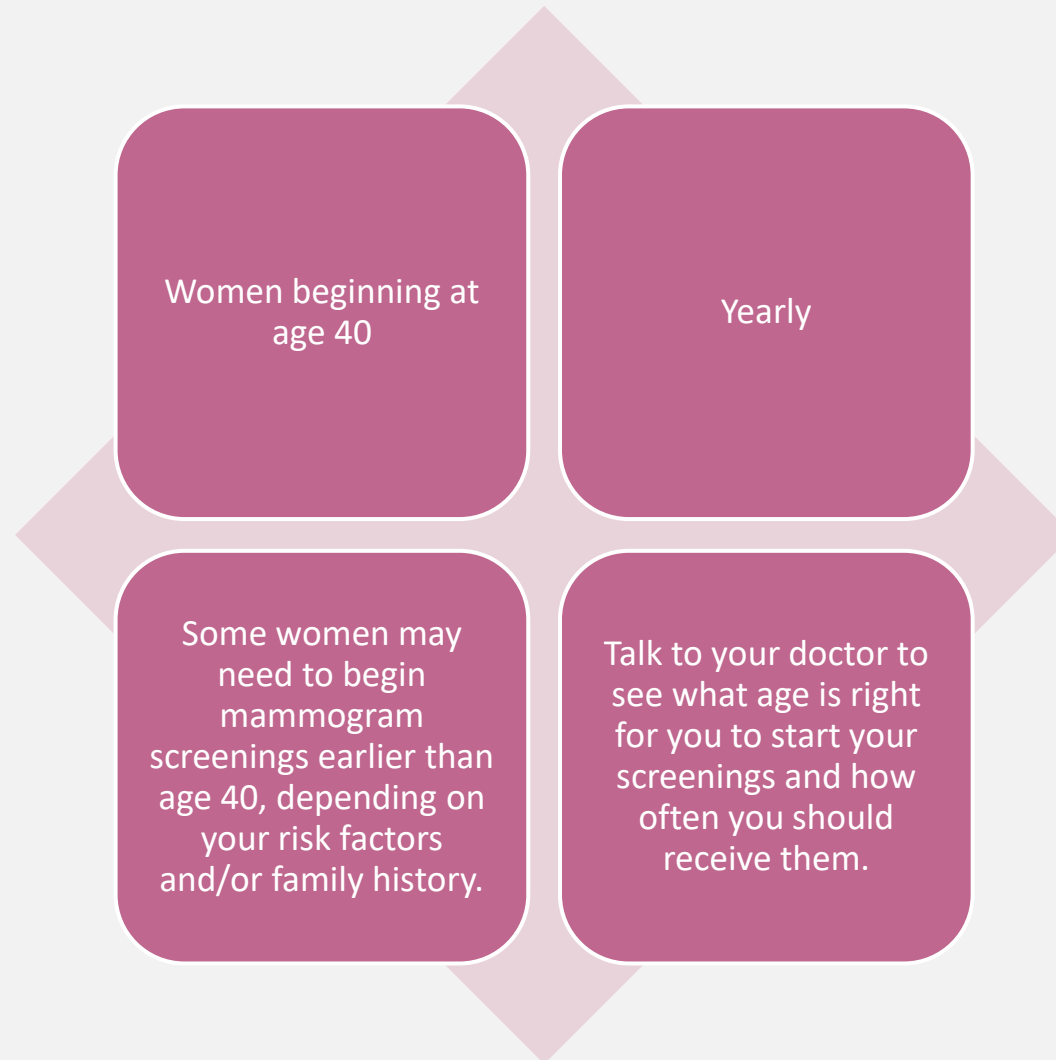 Women beginning at
age 40
Yearly
Some women may
need to begin
mammogram
screenings earlier than
age 40, depending on
your risk factors
and/or family history.
Talk to your doctor to
see what age is right
for you to start your
screenings and how
often you should
receive them.